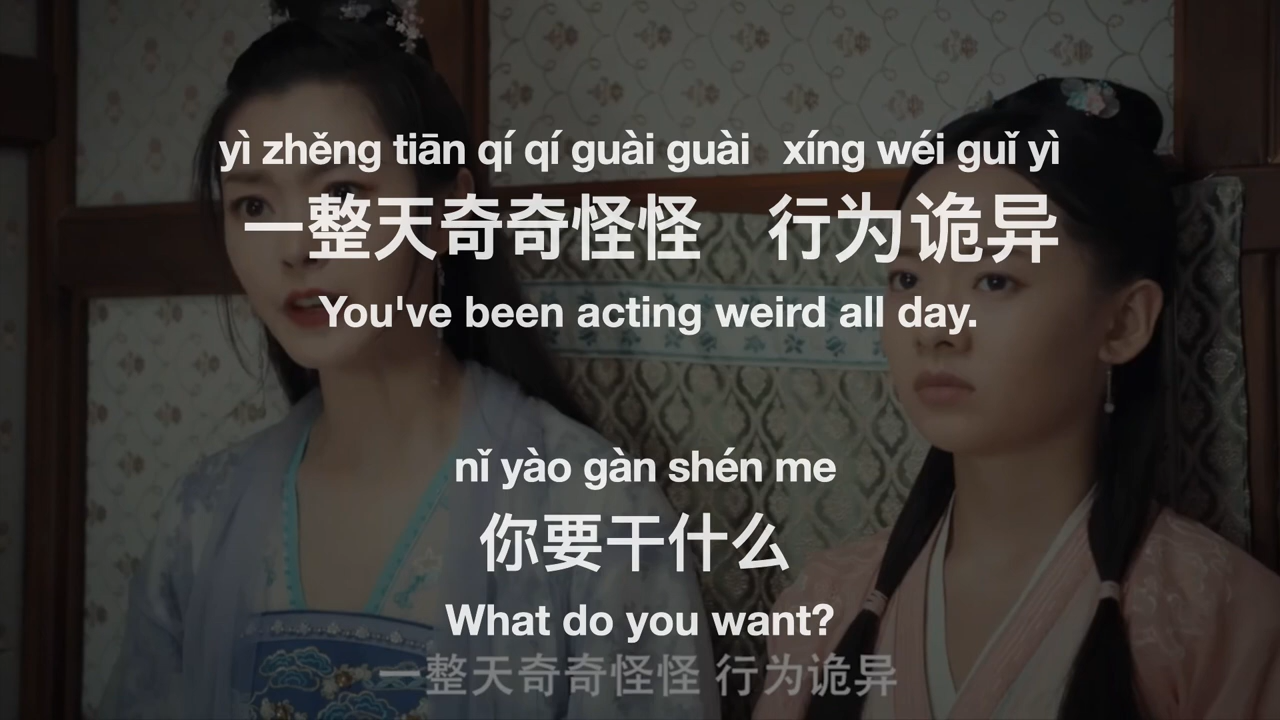 yì zhěng tiān qí qí guài guài   xíng wéi guǐ yì
一整天奇奇怪怪   行为诡异
You've been acting weird all day.
nǐ yào gàn shén me
你要干什么
What do you want?
一整天奇奇怪怪 行为诡异